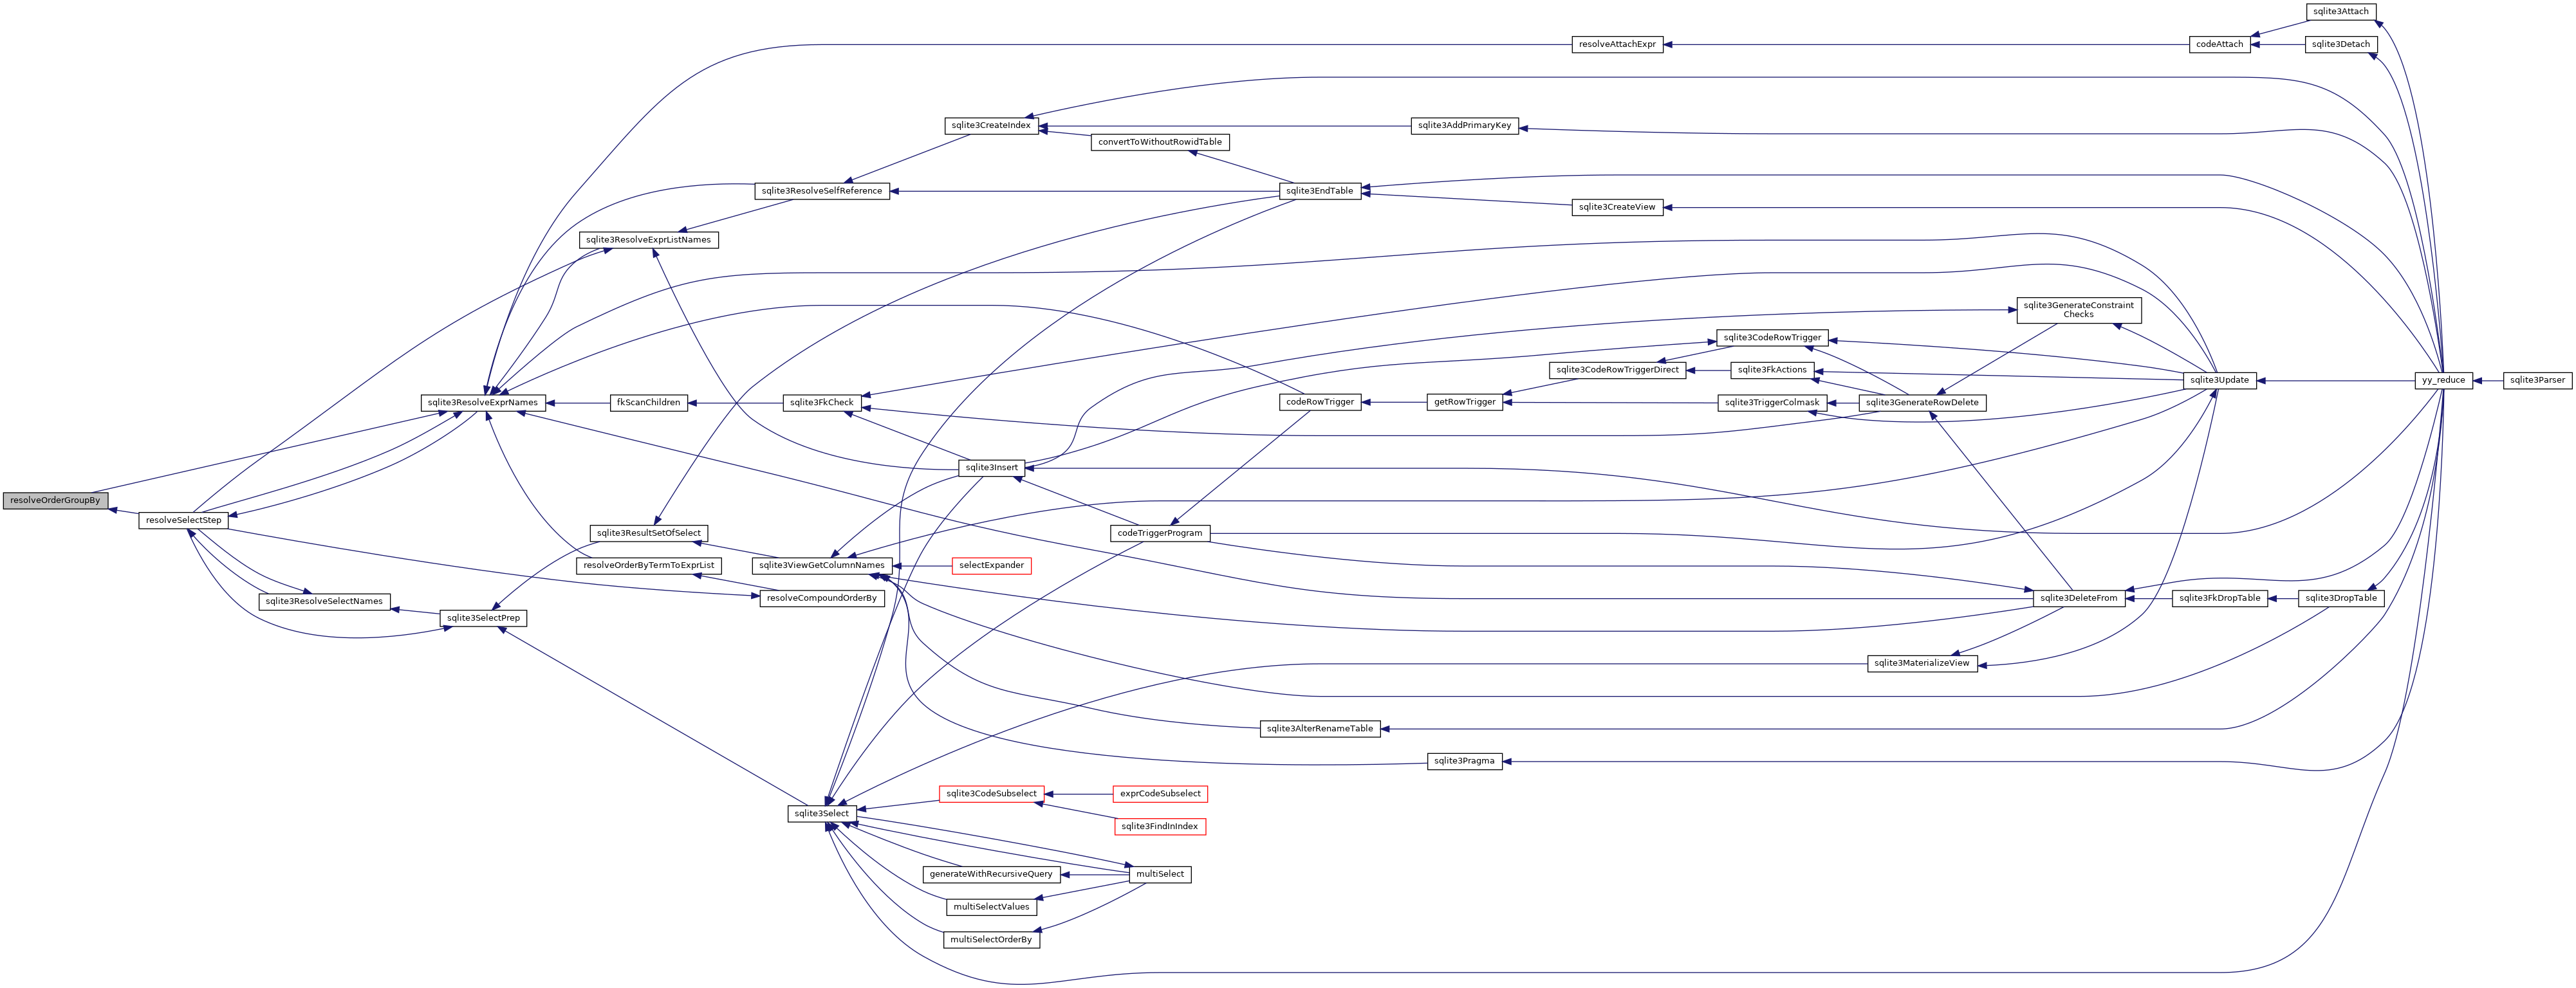 sqlite3Attach
resolveAttachExpr
codeAttach
sqlite3Detach
sqlite3CreateIndex
sqlite3AddPrimaryKey
convertToWithoutRowidTable
sqlite3ResolveSelfReference
sqlite3EndTable
sqlite3CreateView
sqlite3ResolveExprListNames
sqlite3GenerateConstraint
Checks
sqlite3CodeRowTrigger
sqlite3CodeRowTriggerDirect
sqlite3FkActions
sqlite3Update
yy_reduce
sqlite3Parser
sqlite3ResolveExprNames
fkScanChildren
sqlite3FkCheck
codeRowTrigger
getRowTrigger
sqlite3TriggerColmask
sqlite3GenerateRowDelete
sqlite3Insert
resolveOrderGroupBy
resolveSelectStep
sqlite3ResultSetOfSelect
codeTriggerProgram
resolveOrderByTermToExprList
sqlite3ViewGetColumnNames
selectExpander
sqlite3ResolveSelectNames
resolveCompoundOrderBy
sqlite3DeleteFrom
sqlite3FkDropTable
sqlite3DropTable
sqlite3SelectPrep
sqlite3MaterializeView
sqlite3AlterRenameTable
sqlite3Pragma
sqlite3CodeSubselect
exprCodeSubselect
sqlite3Select
sqlite3FindInIndex
generateWithRecursiveQuery
multiSelect
multiSelectValues
multiSelectOrderBy